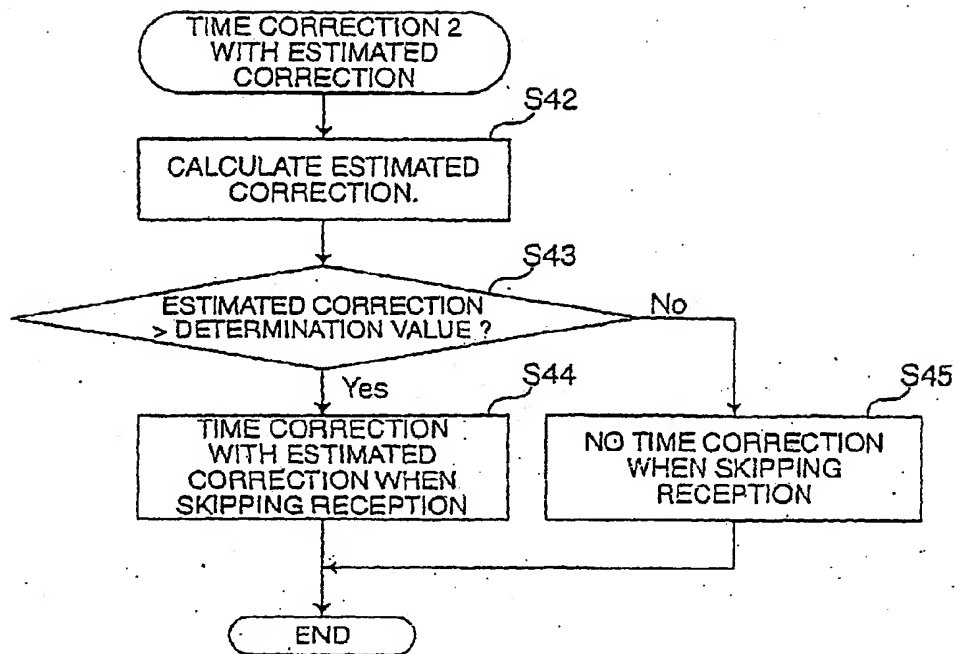 TIME CORRECTION 2
WITH ESTIMATED
CORRECTION
S42
CALCULATE ESTIMATED
CORRECTION.
S43
ESTIMATED CORRECTION
> DETERMINATION VALUE ?
No
Yes
S44
TIME CORRECTION
WITH ESTIMATED
CORRECTION WHEN
SKIPPING RECEPTION
S45
NO TIME CORRECTION
WHEN SKIPPING
RECEPTION
END